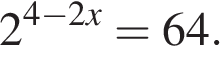 2^{4-2x} = 64.